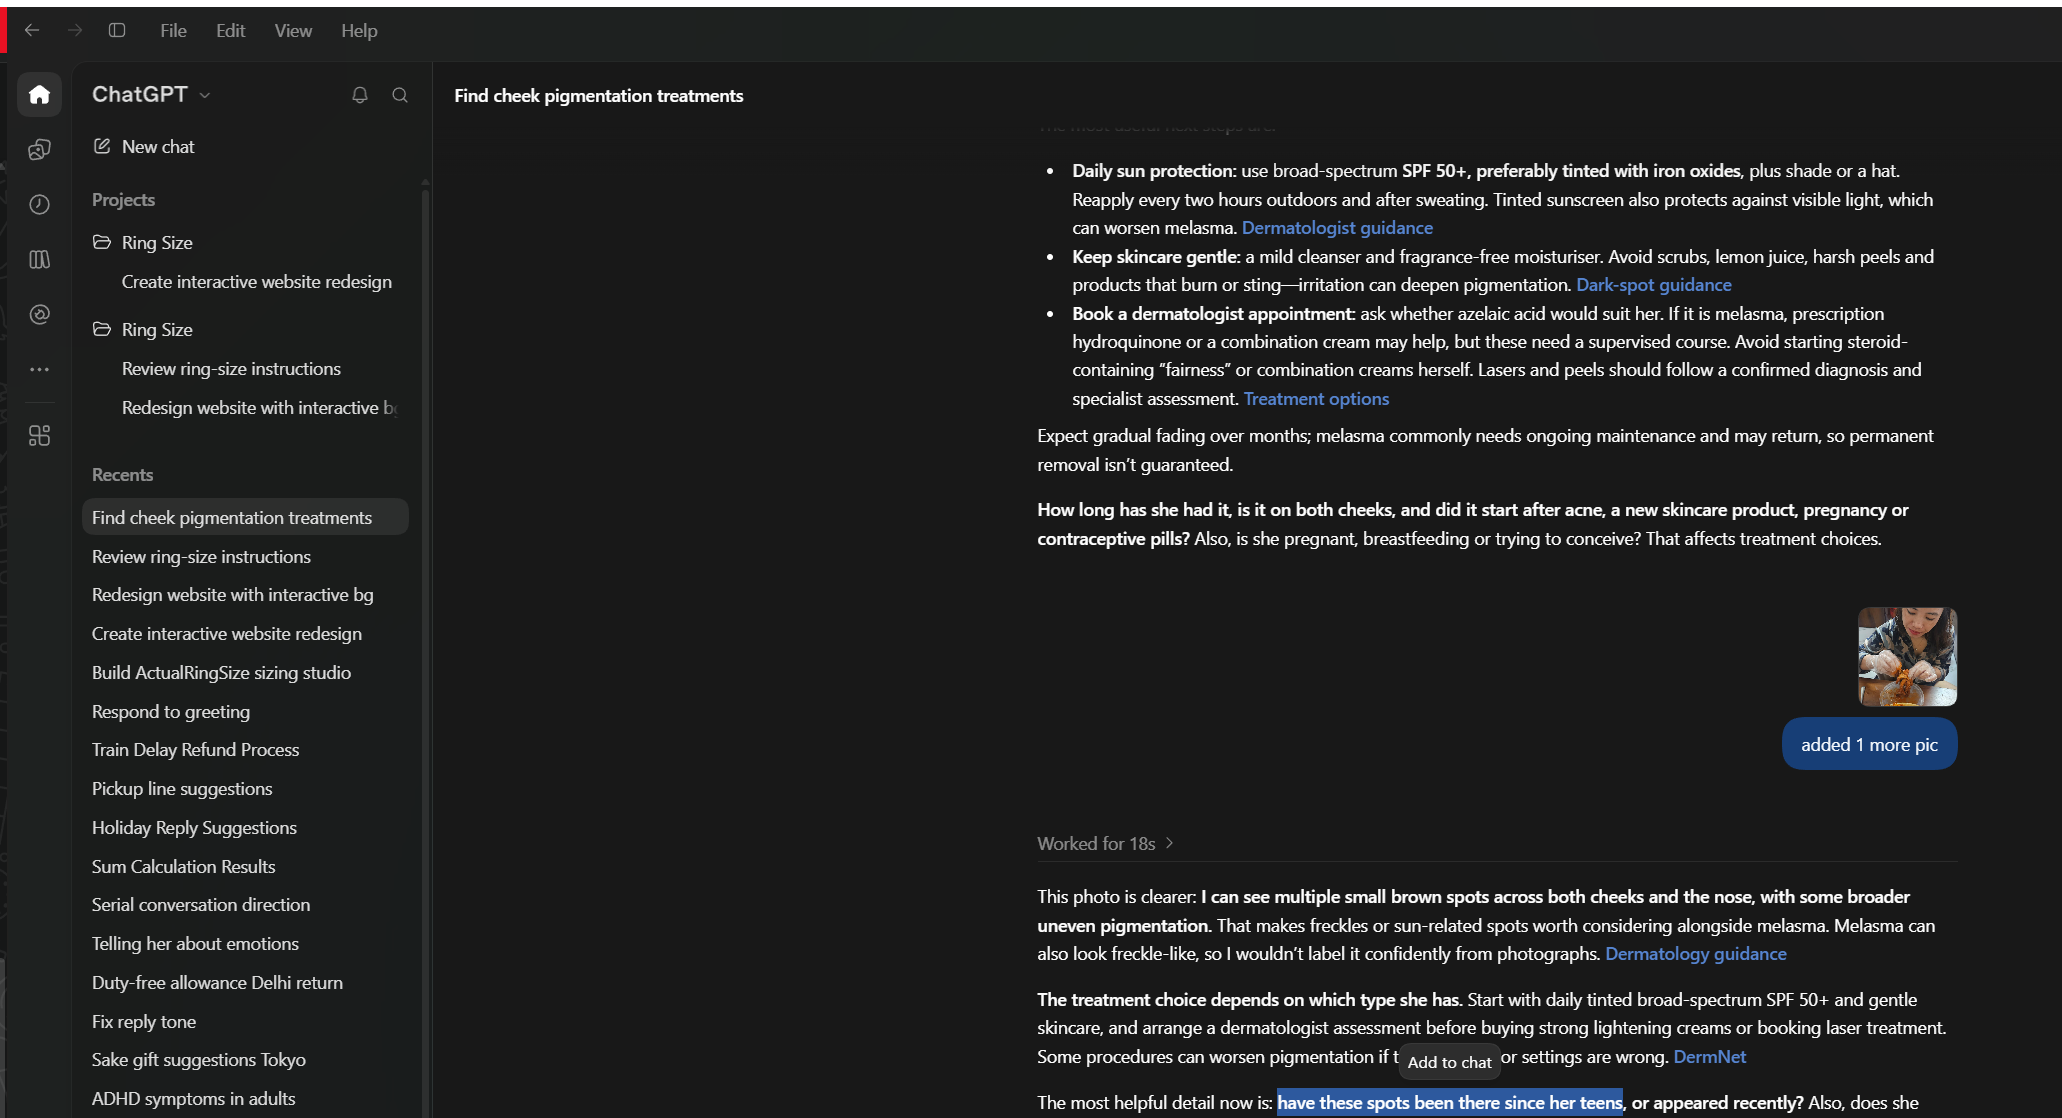 File Edit View Help
ChatGPT
New chat
Projects
Ring Size
Create interactive website redesign
Ring Size
Review ring-size instructions
Redesign website with interactive
Recents
Find cheek pigmentation treatments
Review ring-size instructions
Redesign website with interactive bg
Create interactive website redesign
Build ActualRingSize sizing studio
Respond to greeting
Train Delay Refund Process
Pickup line suggestions
Holiday Reply Suggestions
Sum Calculation Results
Serial conversation direction
Telling her about emotions
Duty-free allowance Delhi return
Fix reply tone
Sake gift suggestions Tokyo
ADHD symptoms in adults
Find cheek pigmentation treatments
• Daily sun protection: use broad-spectrum SPF 50+, preferably tinted with iron oxides, plus shade or a hat.
Reapply every two hours outdoors and after sweating. Tinted sunscreen also protects against visible light, which
can worsen melasma. Dermatologist guidance
• Keep skincare gentle: a mild cleanser and fragrance-free moisturiser. Avoid scrubs, lemon juice, harsh peels and
products that burn or sting—irritation can deepen pigmentation. Dark-spot guidance
• Book a dermatologist appointment: ask whether azelaic acid would suit her. If it is melasma, prescription
hydroquinone or a combination cream may help, but these need a supervised course. Avoid starting steroid-
containing “fairness” or combination creams herself. Lasers and peels should follow a confirmed diagnosis and
specialist assessment. Treatment options
Expect gradual fading over months; melasma commonly needs ongoing maintenance and may return, so permanent
removal isn’t guaranteed.
How long has she had it, is it on both cheeks, and did it start after acne, a new skincare product, pregnancy or
contraceptive pills? Also, is she pregnant, breastfeeding or trying to conceive? That affects treatment choices.
added 1 more pic
Worked for 18s
This photo is clearer: I can see multiple small brown spots across both cheeks and the nose, with some broader
uneven pigmentation. That makes freckles or sun-related spots worth considering alongside melasma. Melasma can
also look freckle-like, so I wouldn’t label it confidently from photographs. Dermatology guidance
The treatment choice depends on which type she has. Start with daily tinted broad-spectrum SPF 50+ and gentle
skincare, and arrange a dermatologist assessment before buying strong lightening creams or booking laser treatment.
Some procedures can worsen pigmentation if or settings are wrong. DermNet
Add to chat
The most helpful detail now is: have these spots been there since her teens, or appeared recently? Also, does she